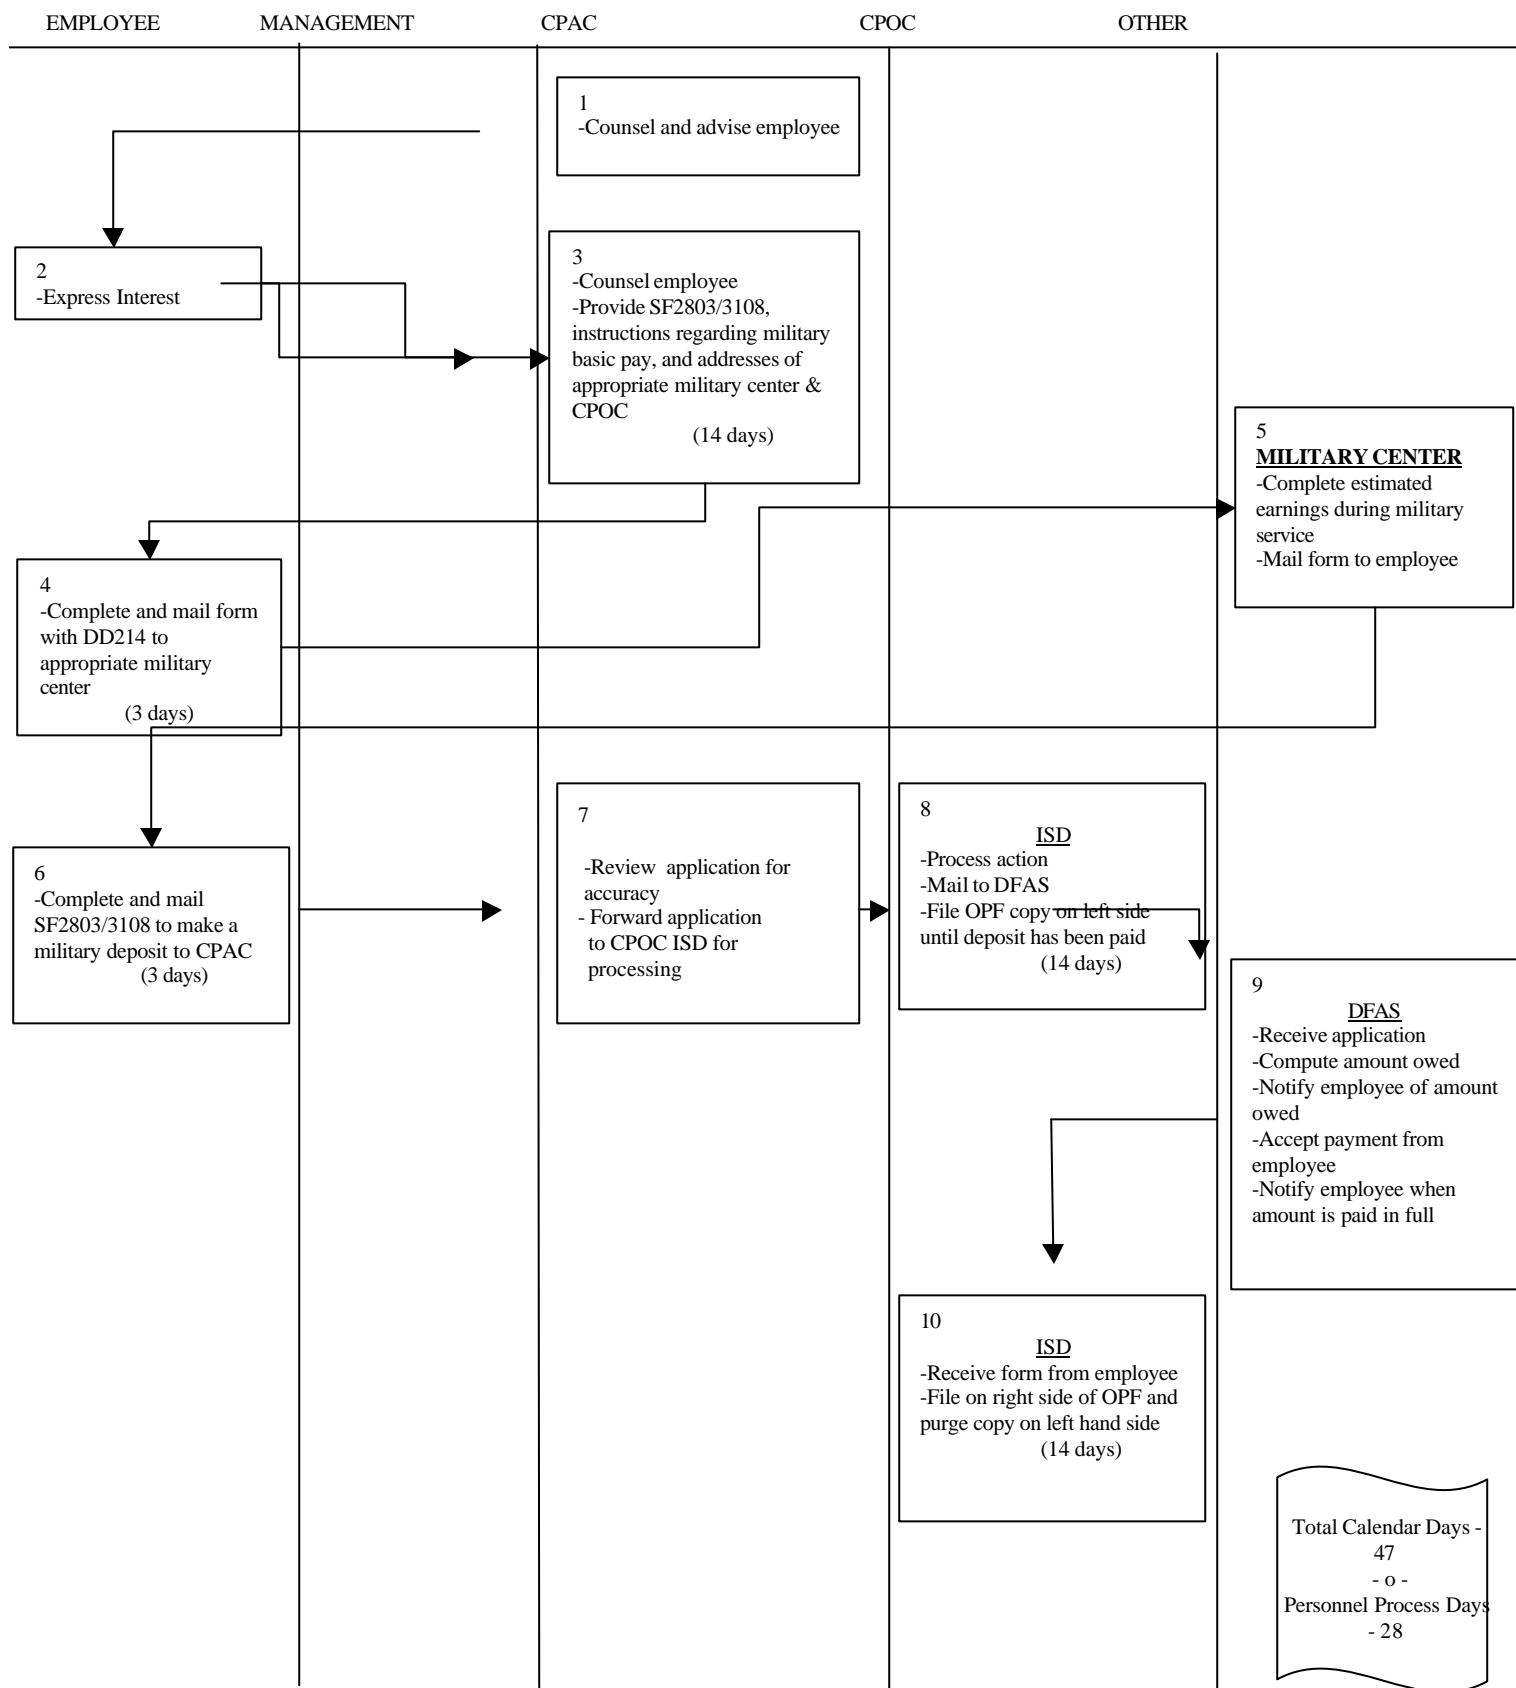 EMPLOYEE MANAGEMENT CPAC CPOC OTHER
1
-Counsel and advise employee
2
-Express Interest
3
-Counsel employee
-Provide SF2803/3108,
instructions regarding military
basic pay, and addresses of
appropriate military center &
CPOC
(14 days)
4
-Complete and mail form
with DD214 to
appropriate military
center
(3 days)
5
MILITARY CENTER
-Complete estimated
earnings during military
service
-Mail form to employee
6
-Complete and mail
SF2803/3108 to make a
military deposit to CPAC
(3 days)
7
-Review application for
accuracy
- Forward application
to CPOC ISD for
processing
8
ISD
-Process action
-Mail to DFAS
-File OPF copy on left side
until deposit has been paid
(14 days)
9
DFAS
-Receive application
-Compute amount owed
-Notify employee of amount
owed
-Accept payment from
employee
-Notify employee when
amount is paid in full
10
ISD
-Receive form from employee
-File on right side of OPF and
purge copy on left hand side
(14 days)
Total Calendar Days -
47
- o -
Personnel Process Days
- 28